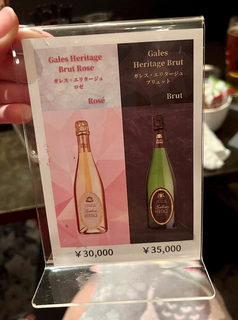 Gales Heritage
Brut Rose
ガレス・エリタージュ
ロゼ
Rosé
¥30,000
Gales
Heritage Brut
ガレス・エリタージュ
ブリュット
Brut
¥35,000